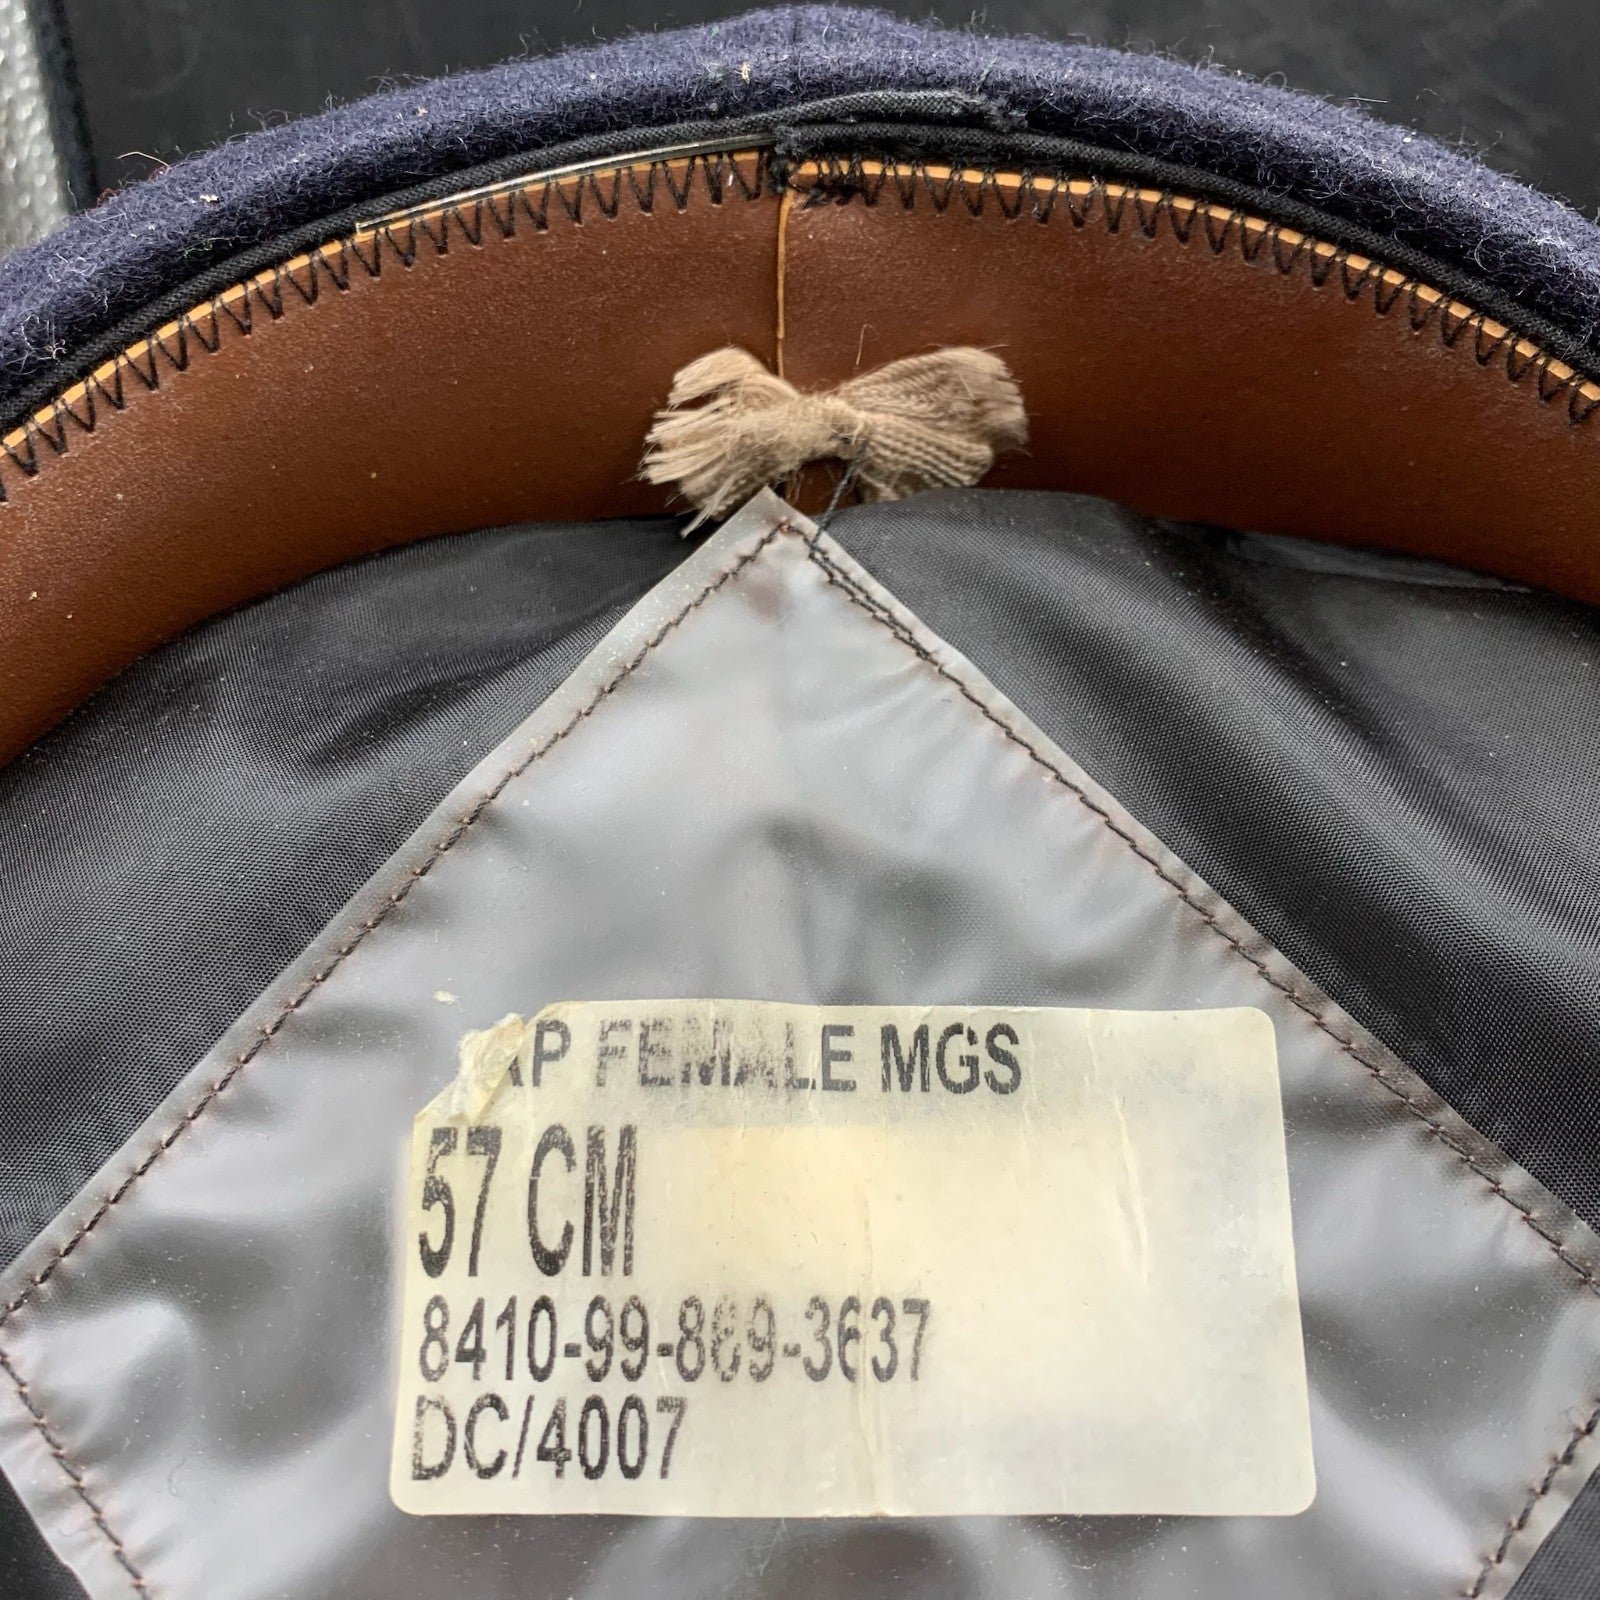 AP FEMALE MGS
57 CM
8410-99-869-3637
DC/4007